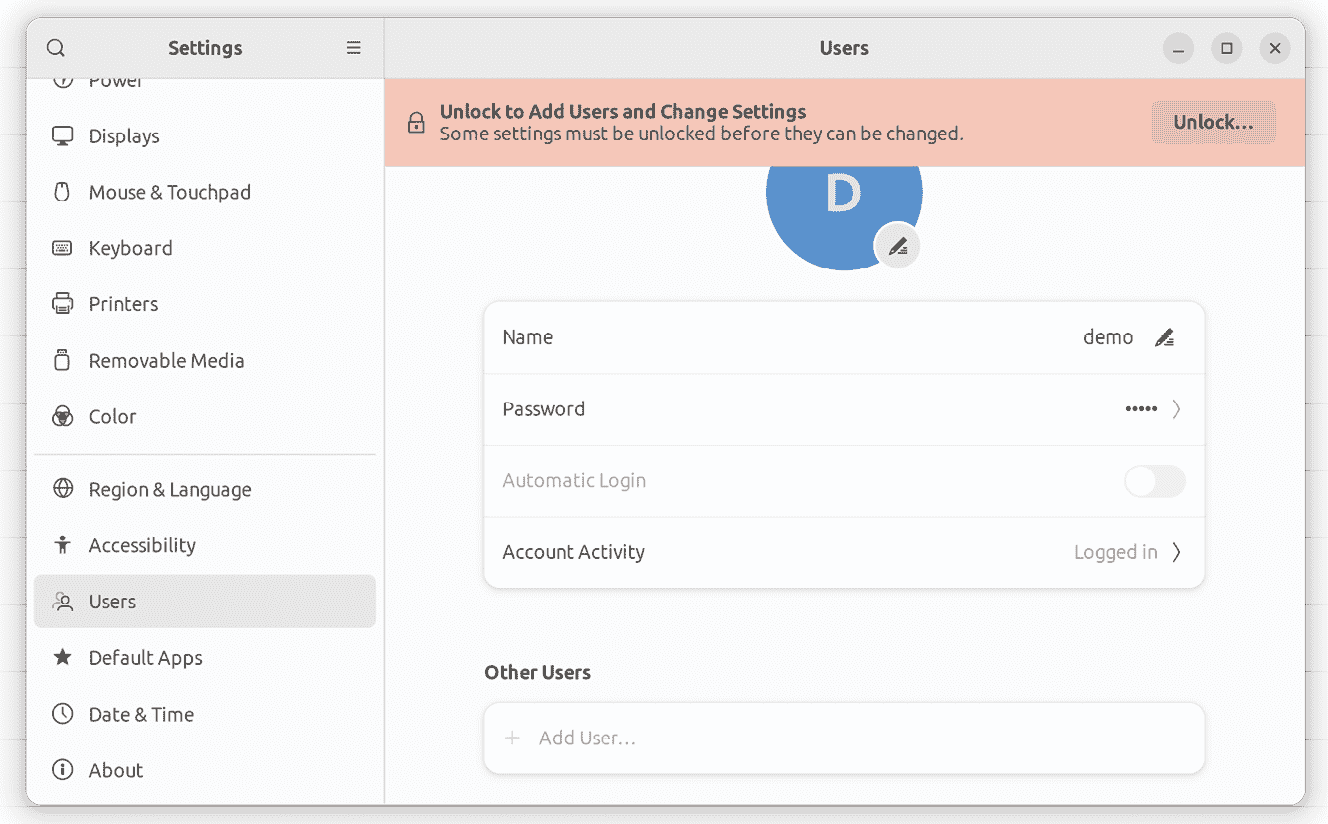 Settings
Users
Power
Displays
Mouse & Touchpad
Keyboard
Printers
Removable Media
Color
Region & Language
Accessibility
Users
Default Apps
Date & Time
About
Unlock to Add Users and Change Settings
Some settings must be unlocked before they can be changed.
Unlock...
D
Name demo
Password •••••
Automatic Login
Account Activity Logged in
Other Users
+ Add User...